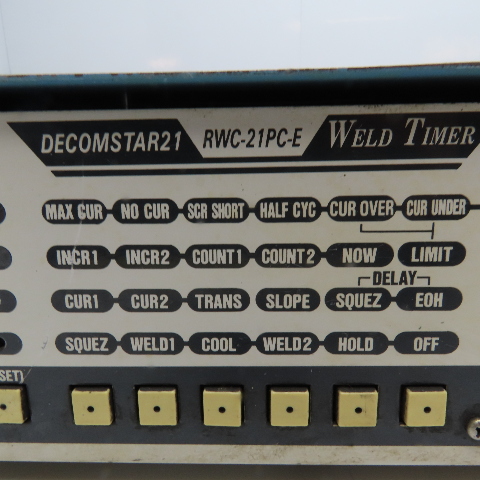 DECOMSTAR21 RWC-21PC-E WELD TIMER
MAX CUR NO CUR SCR SHORT HALF CYC CUR OVER CUR UNDER
INCR1 INCR2 COUNT1 COUNT2 NOW LIMIT
DELAY
CUR1 CUR2 TRANS SLOPE SQUEZ EOH
SQUEZ WELD1 COOL WELD2 HOLD OFF
SET)